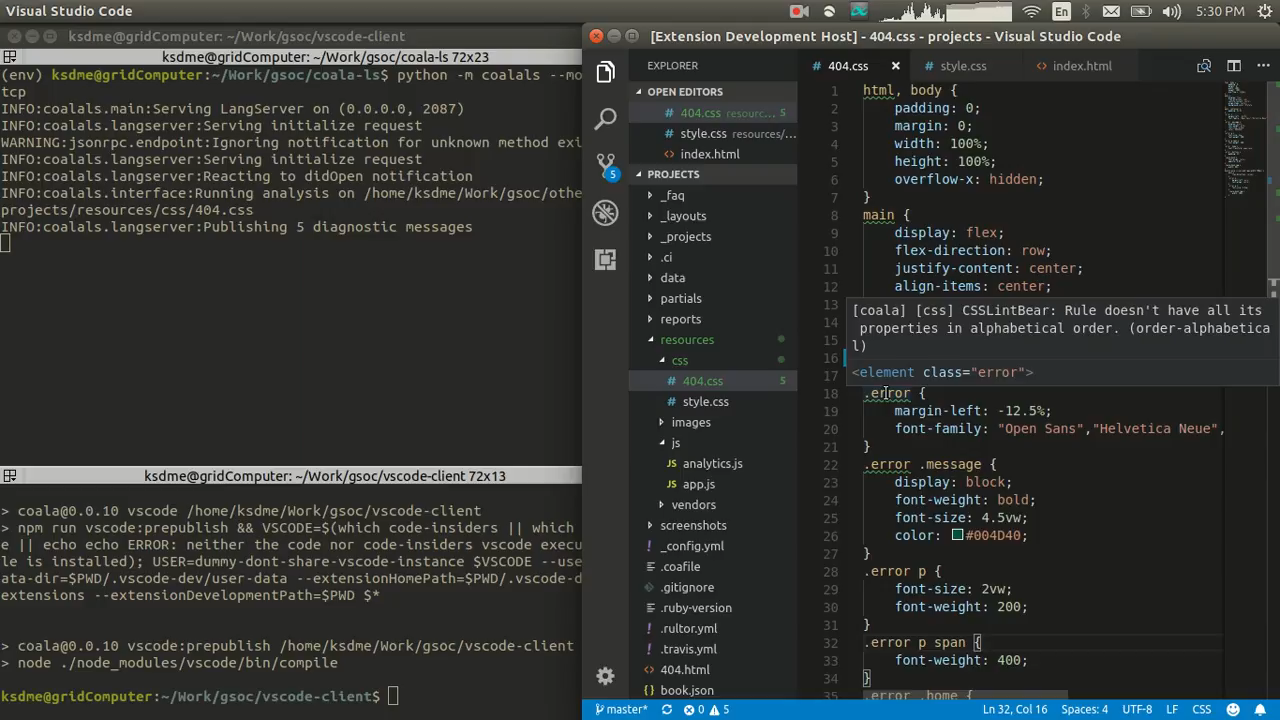 Visual Studio Code
En
5:30 PM
ksdme@gridComputer: ~/Work/gsoc/vscode-client
ksdme@gridComputer: ~/Work/gsoc/coala-ls 72x23
(env) ksdme@gridComputer:~/Work/gsoc/coala-ls$ python -m coalals --mo
tcp
INFO:coalals.main:Serving LangServer on (0.0.0.0, 2087)
INFO:coalals.langserver:Serving initialize request
WARNING:jsonrpc.endpoint:Ignoring notification for unknown method exi
INFO:coalals.langserver:Serving initialize request
INFO:coalals.langserver:Reacting to didOpen notification
INFO:coalals.interface:Running analysis on /home/ksdme/Work/gsoc/othe
projects/resources/css/404.css
INFO:coalals.langserver:Publishing 5 diagnostic messages
ksdme@gridComputer: ~/Work/gsoc/vscode-client 72x13
> coala@0.0.10 vscode /home/ksdme/Work/gsoc/vscode-client
> npm run vscode:prepublish && VSCODE=$(which code-insiders || which
e || echo echo ERROR: neither the code nor code-insiders vscode execu
le is installed); USER=dummy-dont-share-vscode-instance $VSCODE --use
ata-dir=$PWD/.vscode-dev/user-data --extensionHomePath=$PWD/.vscode-d
extensions --extensionDevelopmentPath=$PWD $*
> coala@0.0.10 vscode:prepublish /home/ksdme/Work/gsoc/vscode-client
> node ./node_modules/vscode/bin/compile
ksdme@gridComputer:~/Work/gsoc/vscode-client$
[Extension Development Host] - 404.css - projects - Visual Studio Code
5
EXPLORER
OPEN EDITORS
404.css resourc... 5
style.css resources/...
index.html
PROJECTS
_faq
_layouts
_projects
.ci
data
partials
reports
resources
css
404.css 5
style.css
images
js
analytics.js
app.js
vendors
screenshots
_config.yml
.coafile
.gitignore
.ruby-version
.rultor.yml
.travis.yml
404.html
book.json
404.css
style.css
index.html
1 html, body {
2 padding: 0;
3 margin: 0;
4 width: 100%;
5 height: 100%;
6 overflow-x: hidden;
7 }
8 main {
9 display: flex;
10 flex-direction: row;
11 justify-content: center;
12 align-items: center;
13
14
15
16
17
[coala] [css] CSSLintBear: Rule doesn't have all its
properties in alphabetical order. (order-alphabetica
l)
<element class="error">
18 .error {
19 margin-left: -12.5%;
20 font-family: "Open Sans","Helvetica Neue",
21 }
22 .error .message {
23 display: block;
24 font-weight: bold;
25 font-size: 4.5vw;
26 color: #004D40;
27 }
28 .error p {
29 font-size: 2vw;
30 font-weight: 200;
31 }
32 .error p span {
33 font-weight: 400;
34 }
35 .error .home {
master*
0 5
Ln 32, Col 16
Spaces: 4
UTF-8
LF
CSS